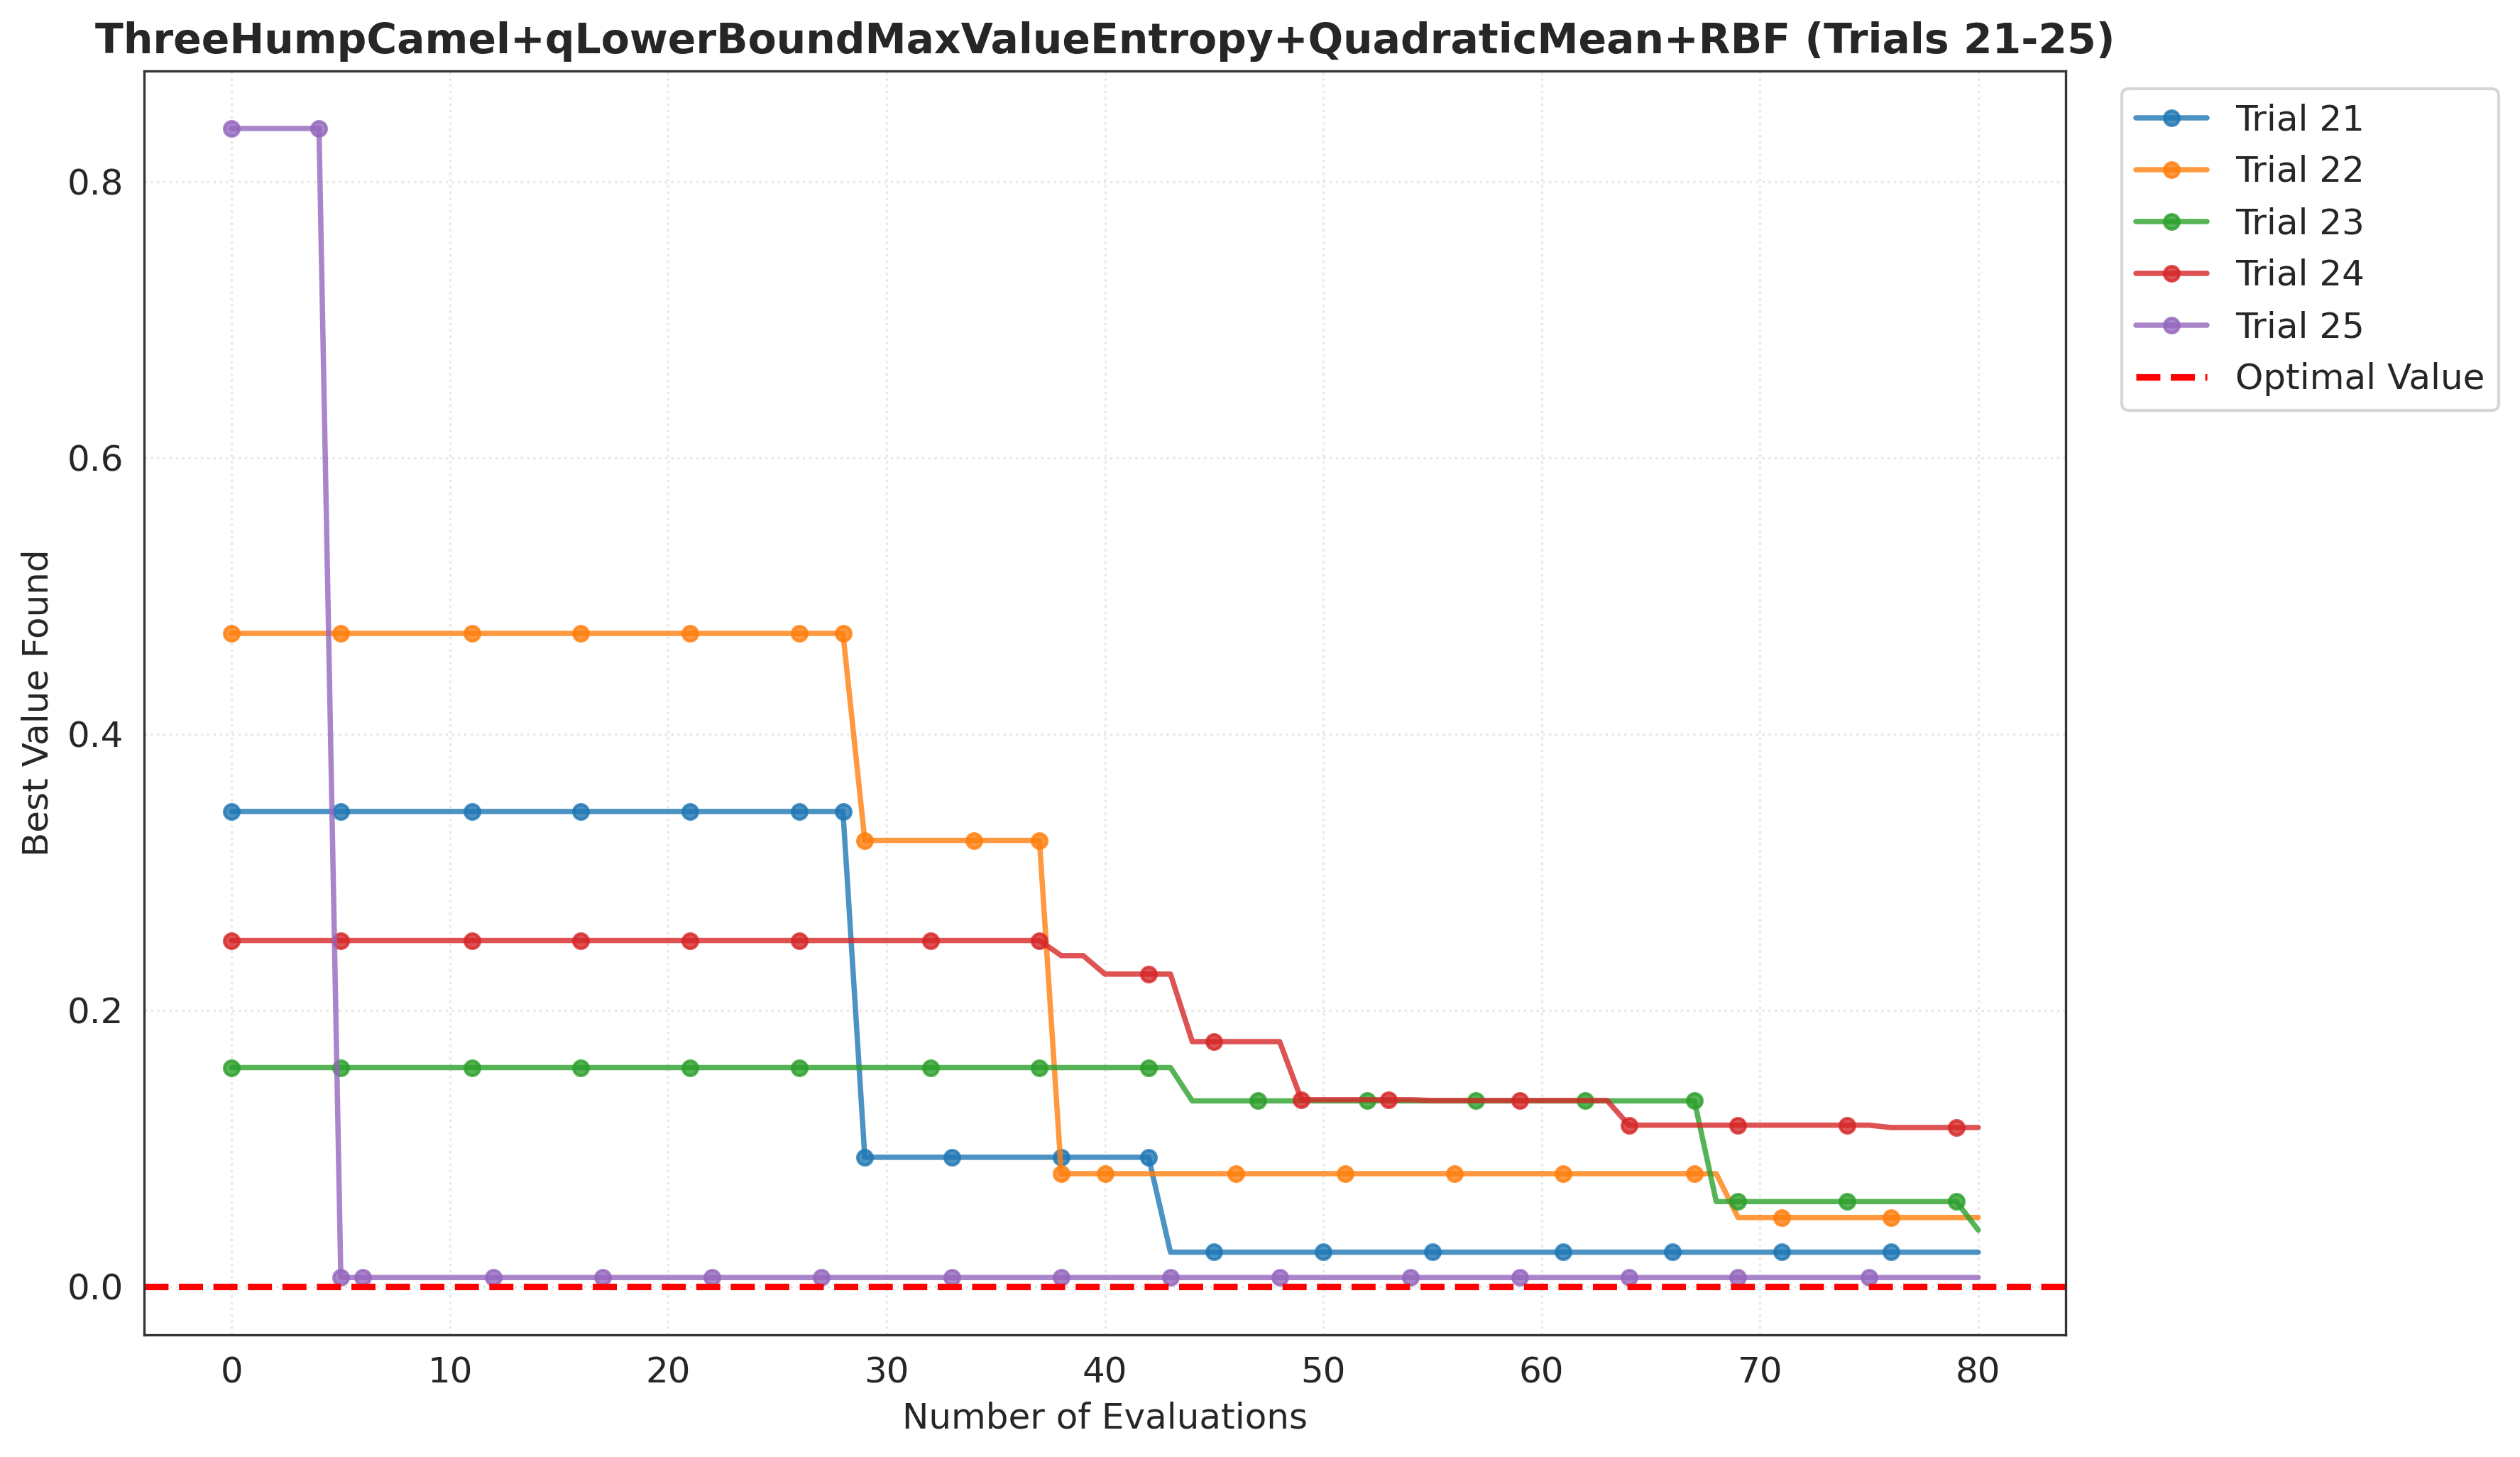 ThreeHumpCamel+qLowerBoundMaxValueEntropy+QuadraticMean+RBF (Trials 21-25)
Trial 21
Trial 22
Trial 23
Trial 24
Trial 25
Optimal Value
Best Value Found
0.8
0.6
0.4
0.2
0.0
0 10 20 30 40 50 60 70 80
Number of Evaluations